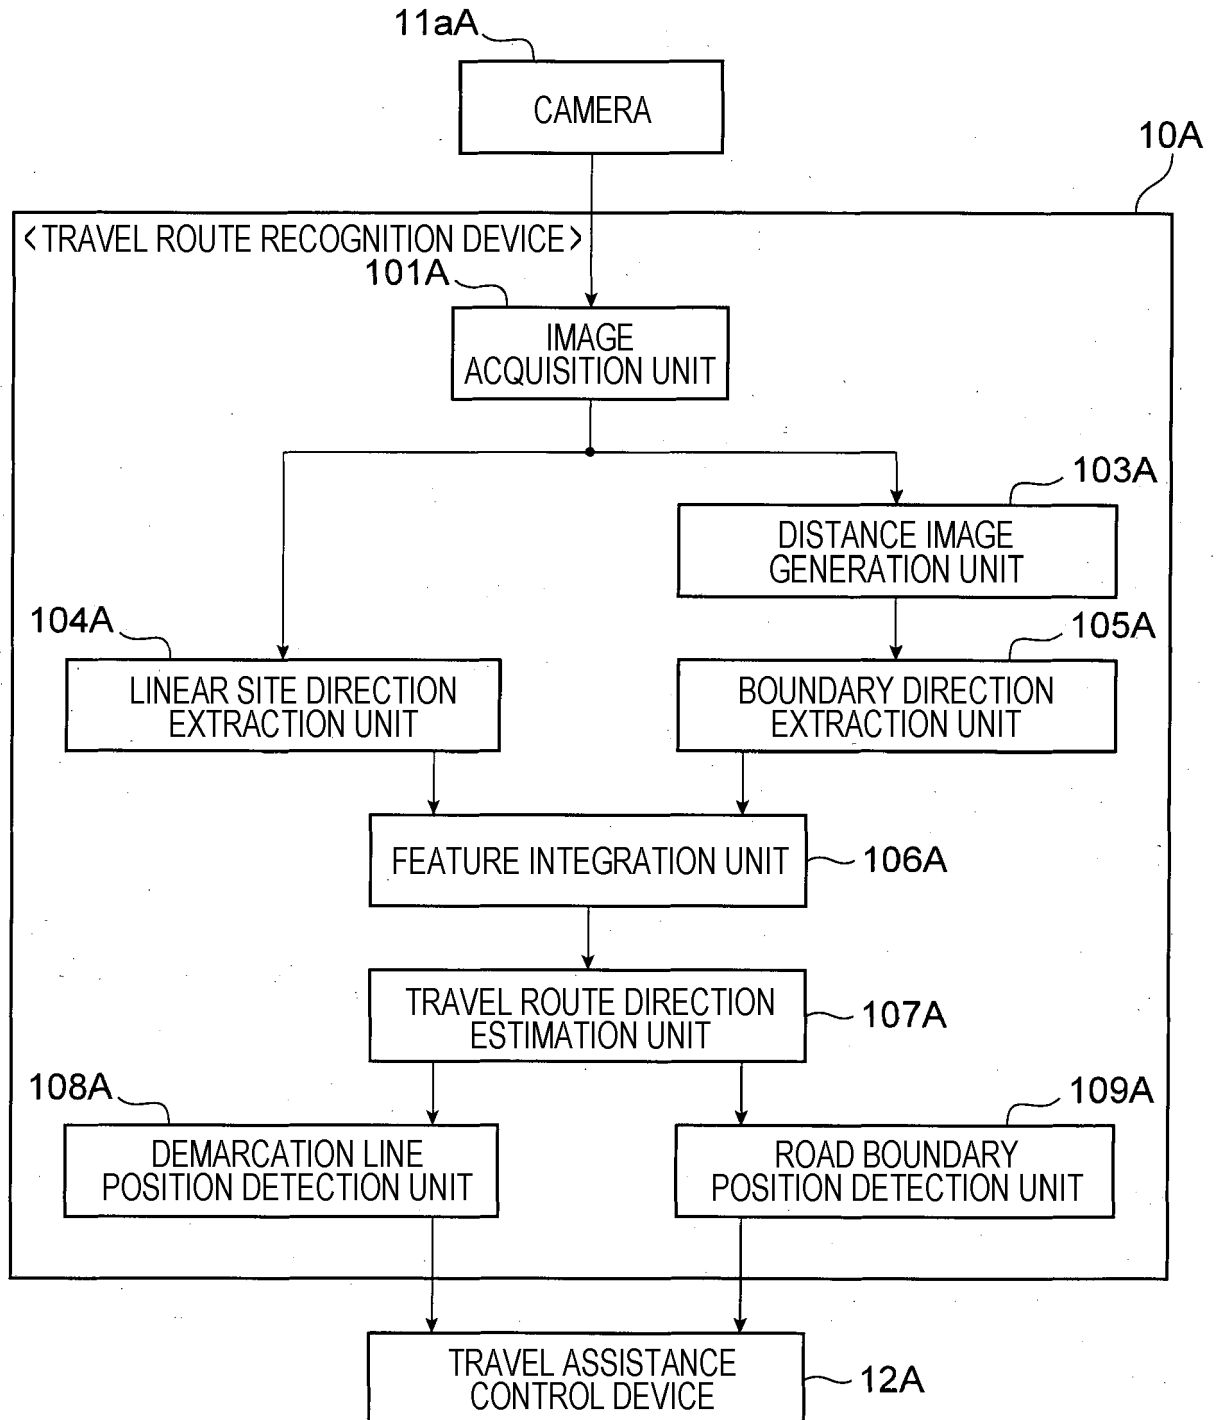 11aA
CAMERA
10A
<TRAVEL ROUTE RECOGNITION DEVICE>
101A
IMAGE
ACQUISITION UNIT
103A
DISTANCE IMAGE
GENERATION UNIT
104A
LINEAR SITE DIRECTION
EXTRACTION UNIT
105A
BOUNDARY DIRECTION
EXTRACTION UNIT
FEATURE INTEGRATION UNIT
106A
TRAVEL ROUTE DIRECTION
ESTIMATION UNIT
107A
108A
DEMARCATION LINE
POSITION DETECTION UNIT
109A
ROAD BOUNDARY
POSITION DETECTION UNIT
TRAVEL ASSISTANCE
CONTROL DEVICE
12A